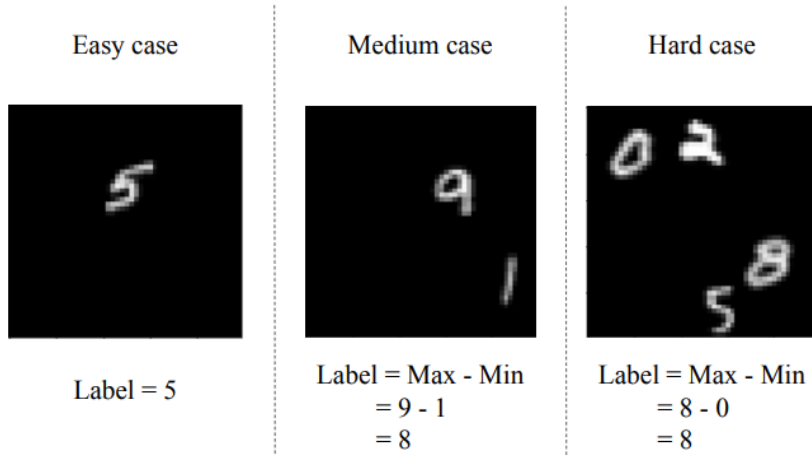 Easy case
Medium case
Hard case
5
9
1
0 2
8
5
Label = 5
Label = Max - Min
= 9 - 1
= 8
Label = Max - Min
= 8 - 0
= 8